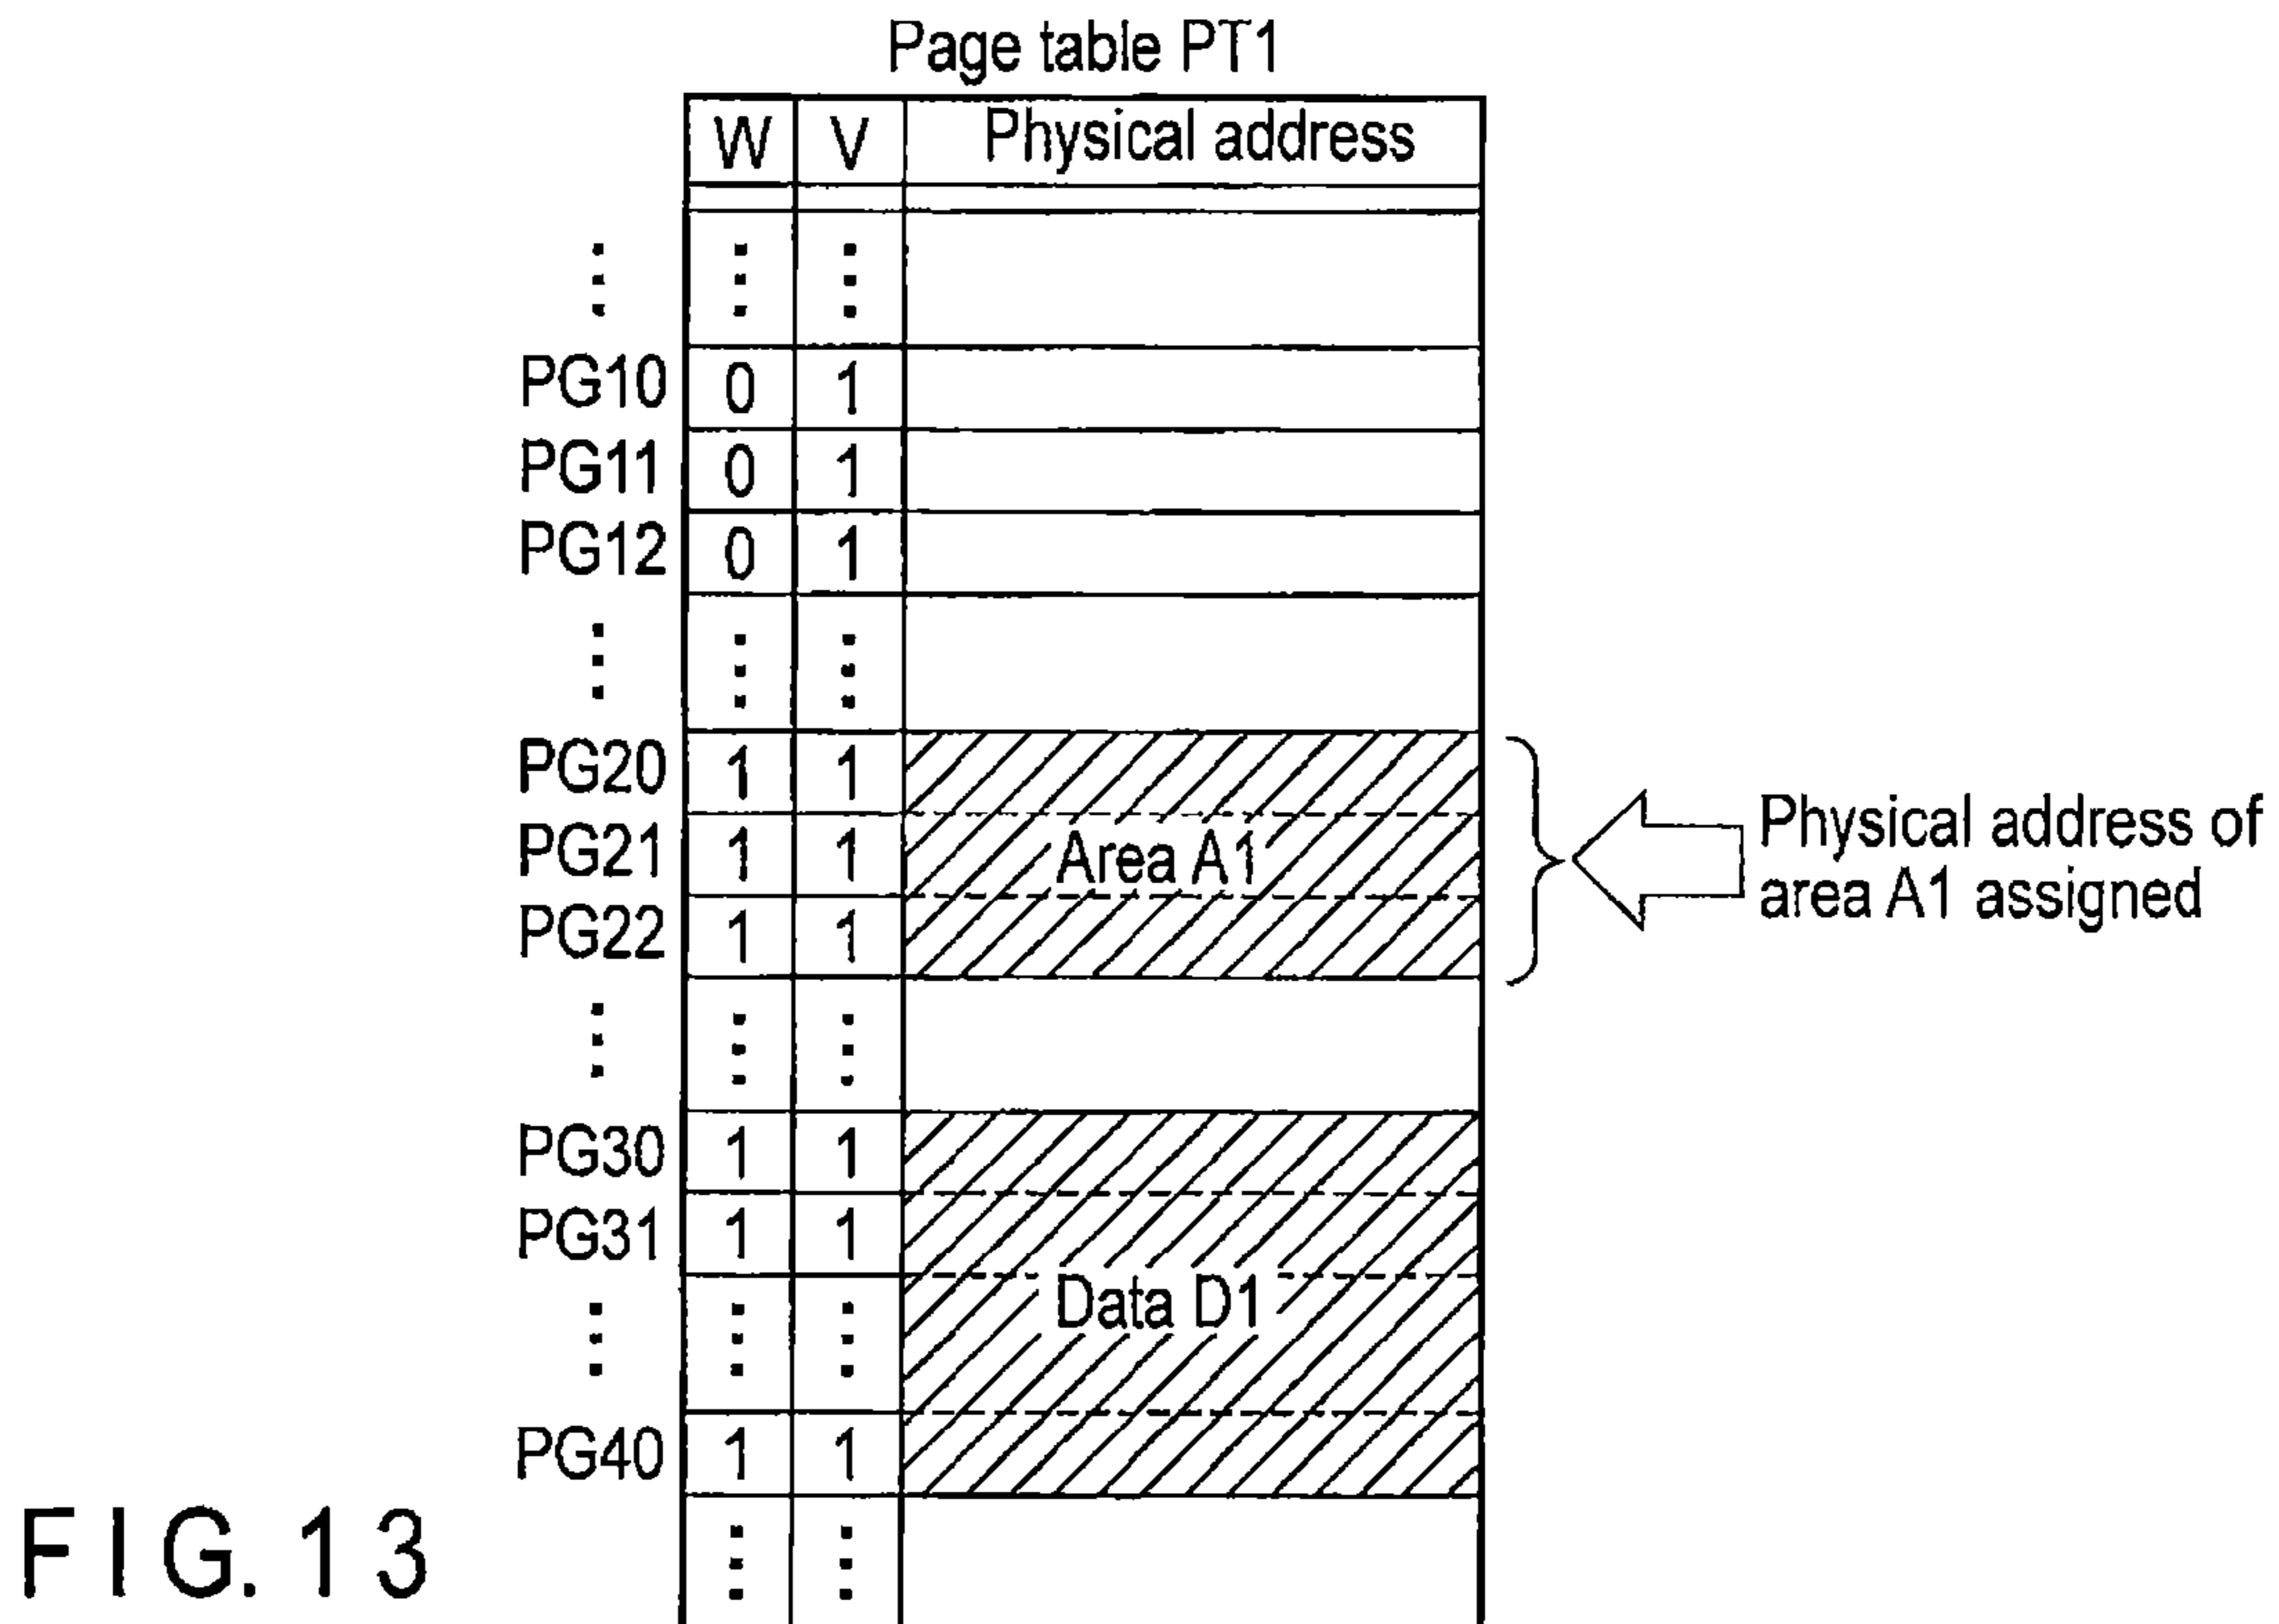 Page table PT1
W V Physical address
PG10 0 1
PG11 0 1
PG12 0 1
PG20 1 1
PG21 1 1 Area A1
PG22 1 1
Physical address of
area A1 assigned
PG30 1 1
PG31 1 1
Data D1
PG40 1 1
FIG. 13